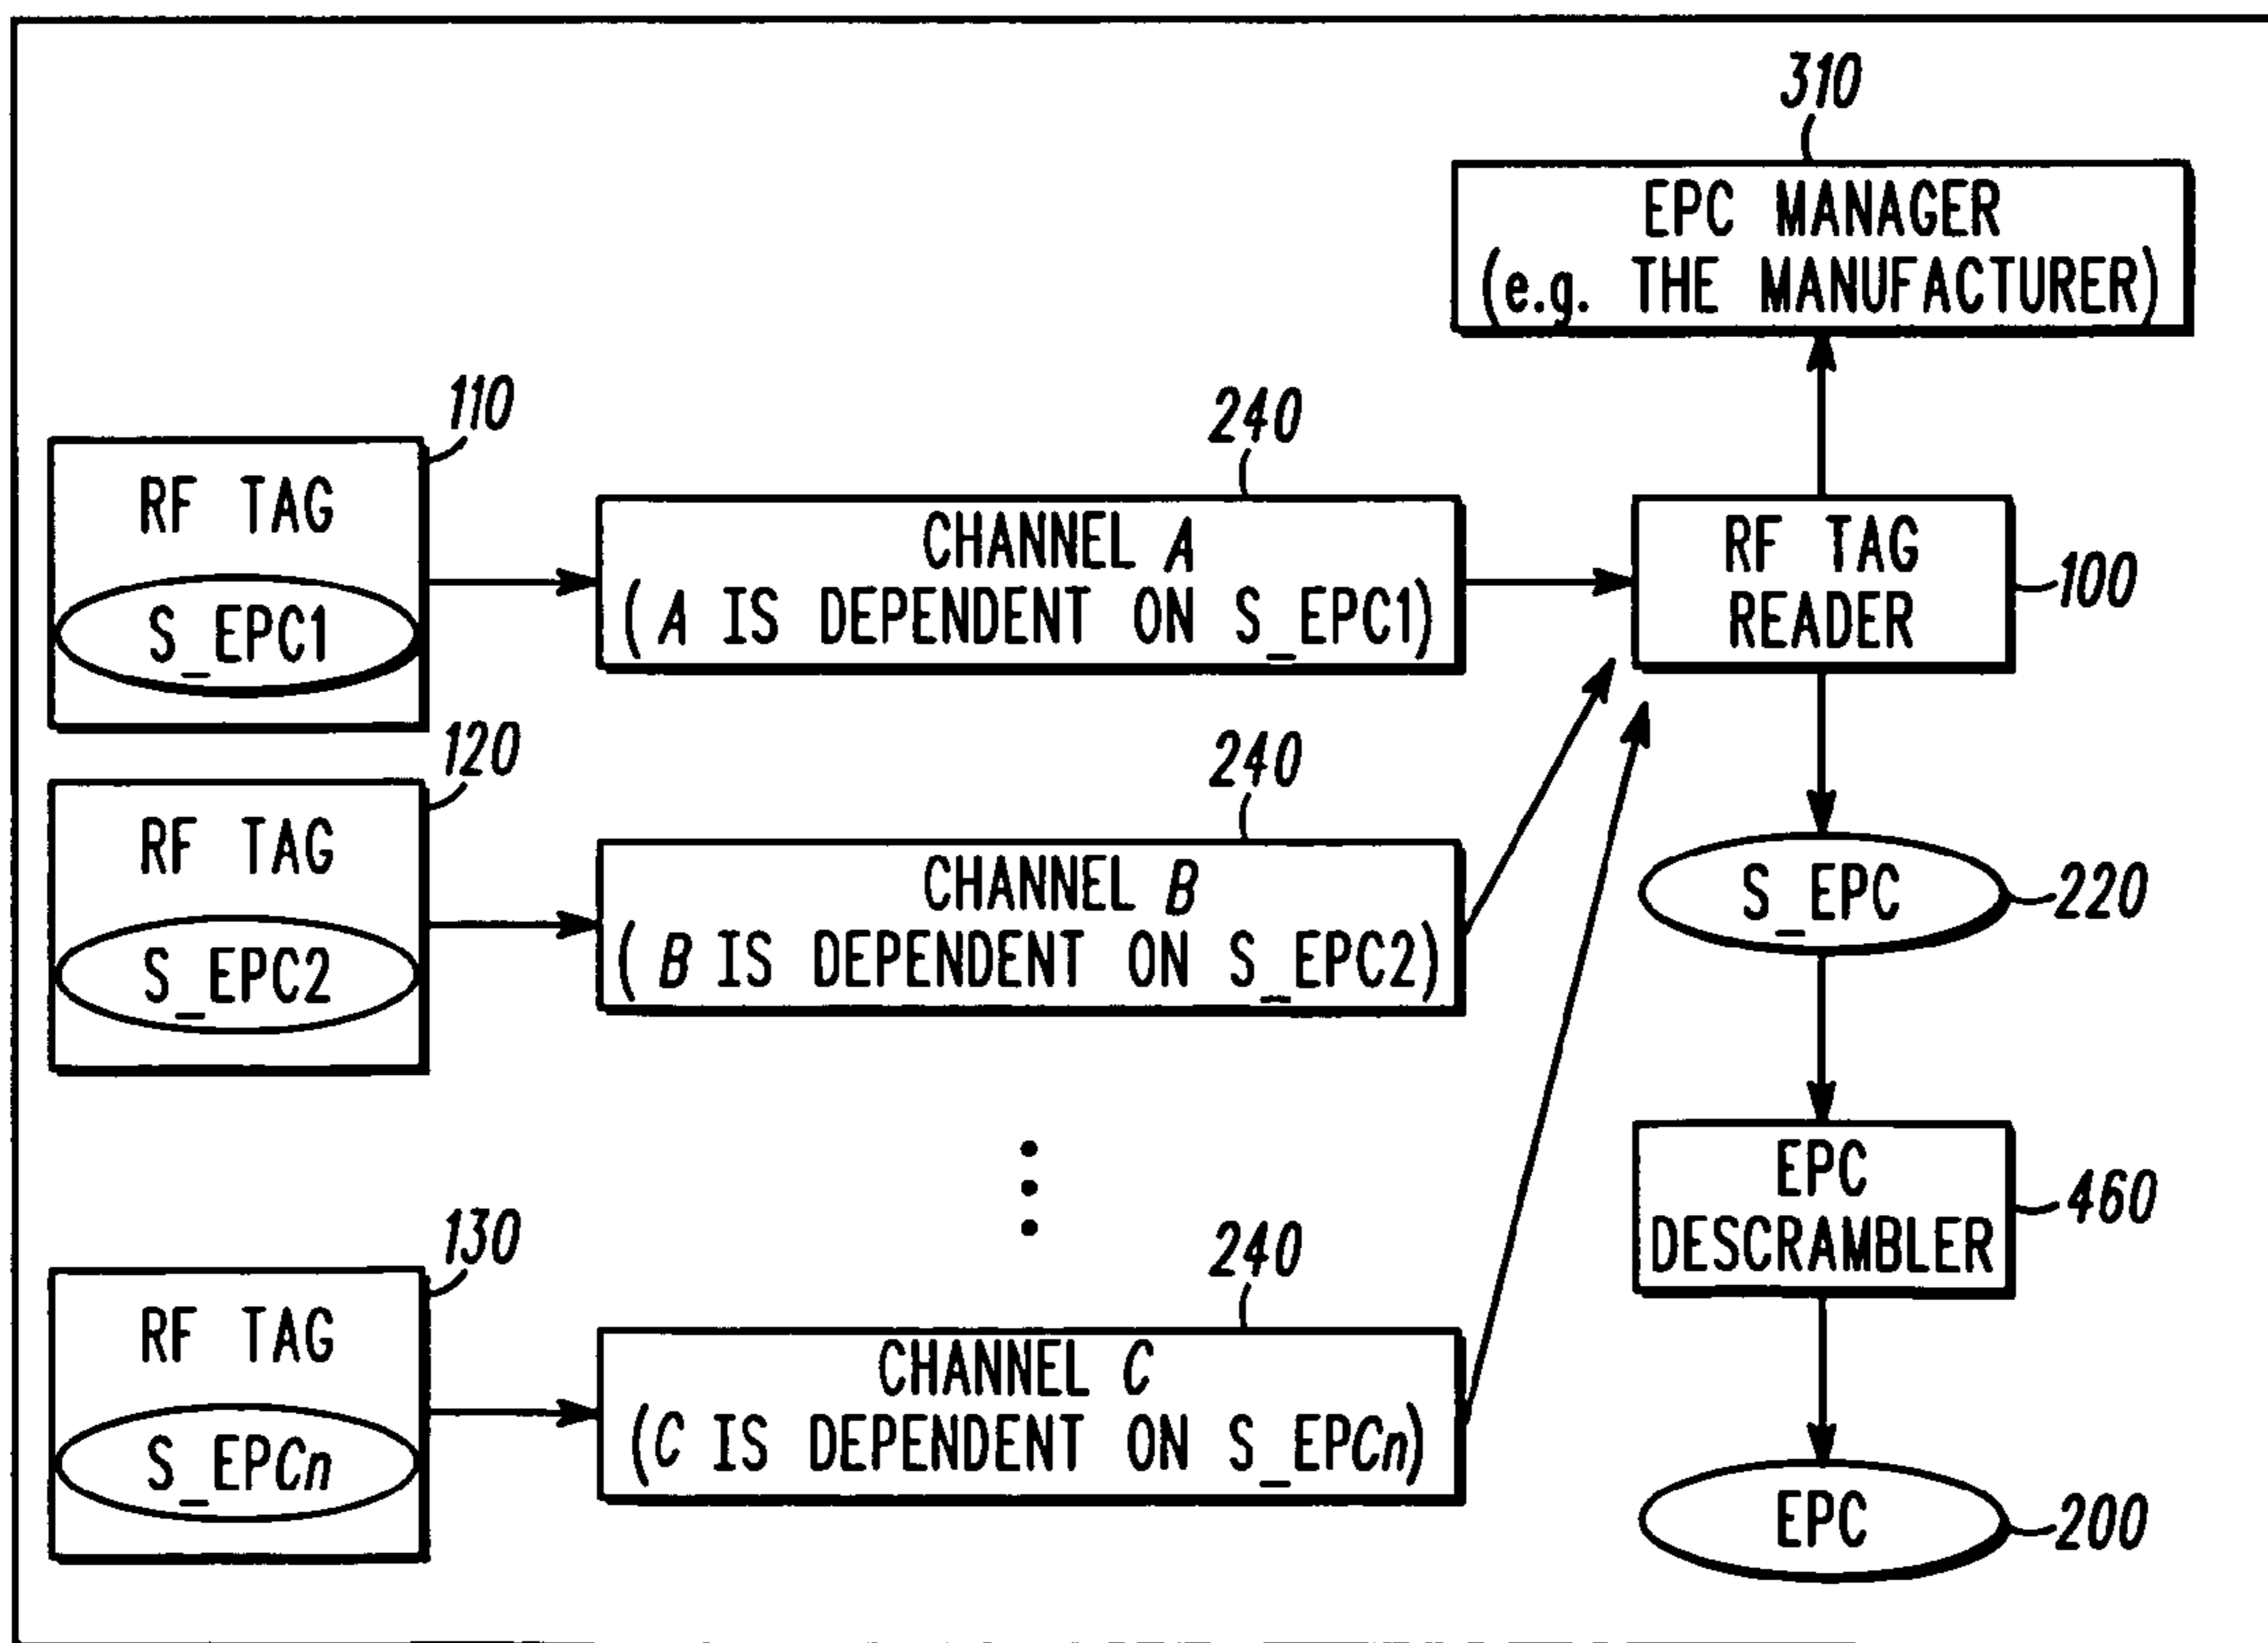 310
EPC MANAGER
(e.g. THE MANUFACTURER)
110
RF TAG
S_EPC1
240
CHANNEL A
(A IS DEPENDENT ON S_EPC1)
RF TAG
READER
100
120
RF TAG
S_EPC2
240
CHANNEL B
(B IS DEPENDENT ON S_EPC2)
S_EPC
220
EPC
DESCRAMBLER
460
130
RF TAG
S_EPCn
240
CHANNEL C
(C IS DEPENDENT ON S_EPCn)
EPC
200